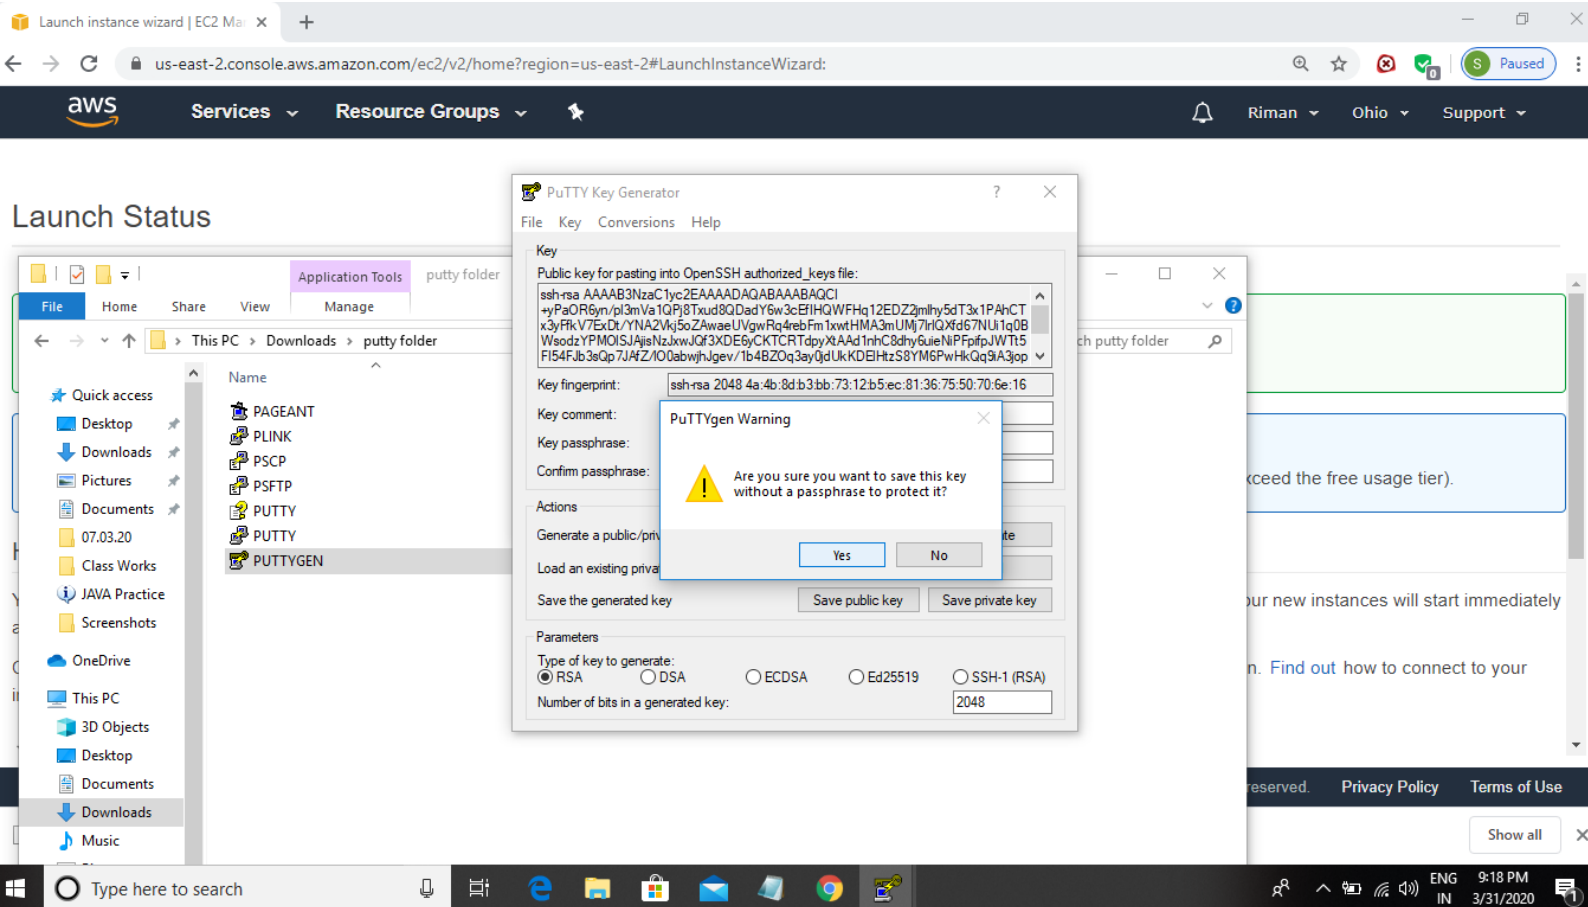 Launch instance wizard | EC2 Mar
us-east-2.console.aws.amazon.com/ec2/v2/home?region=us-east-2#LaunchInstanceWizard:
0
S Paused
aws
Services
Resource Groups
Riman
Ohio
Support
Launch Status
Application Tools
putty folder
File
Home
Share
View
Manage
This PC
Downloads
putty folder
ch putty folder
Name
Quick access
Desktop
Downloads
Pictures
Documents
07.03.20
Class Works
JAVA Practice
Screenshots
OneDrive
This PC
3D Objects
Desktop
Documents
Downloads
Music
PAGEANT
PLINK
PSCP
PSFTP
PUTTY
PUTTY
PUTTYGEN
PuTTY Key Generator
?
File Key Conversions Help
Key
Public key for pasting into OpenSSH authorized_keys file:
ssh-rsa
Key fingerprint:
ssh-rsa 2048 4a:4b:8d:b3:bb:73:12:b5:ec:81:36:75:50:70:6e:16
Key comment:
Key passphrase:
Confirm passphrase:
Actions
Generate a public/priv
te
Load an existing priva
Save the generated key
Save public key
Save private key
Parameters
Type of key to generate:
RSA
DSA
ECDSA
Ed25519
SSH-1 (RSA)
Number of bits in a generated key:
2048
PuTTYgen Warning
Are you sure you want to save this key
without a passphrase to protect it?
Yes
No
?
xceed the free usage tier).
our new instances will start immediately
n. Find out how to connect to your
reserved.
Privacy Policy
Terms of Use
Show all
Type here to search
ENG
IN
9:18 PM
3/31/2020
1